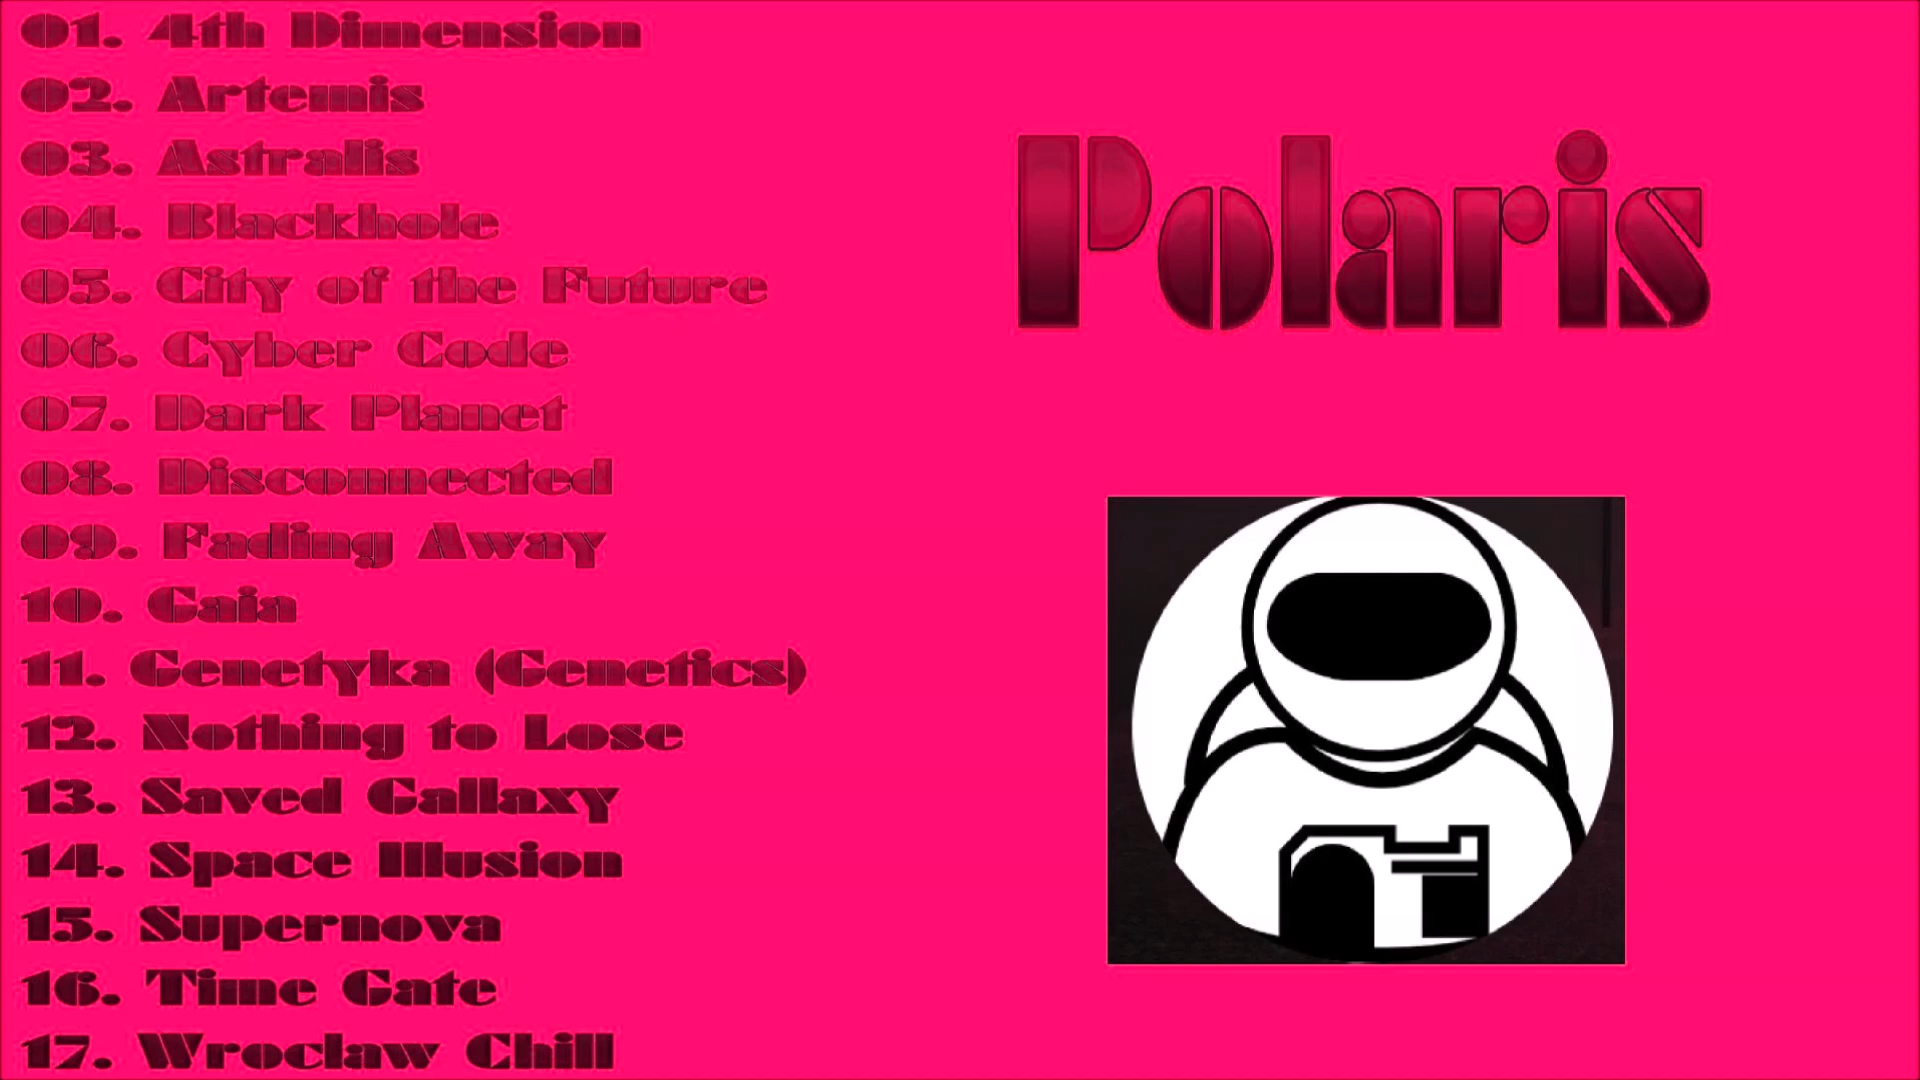 01. 4th Dimension
02. Artemis
03. Astralis
04. Blackhole
05. City of the Future
06. Cyber Code
07. Dark Planet
08. Disconnected
09. Fading Away
10. Gaia
11. Genetyka (Genetics)
12. Nothing to Lose
13. Saved Gallaxy
14. Space Illusion
15. Supernova
16. Time Gate
17. Wroclaw Chill
Polaris